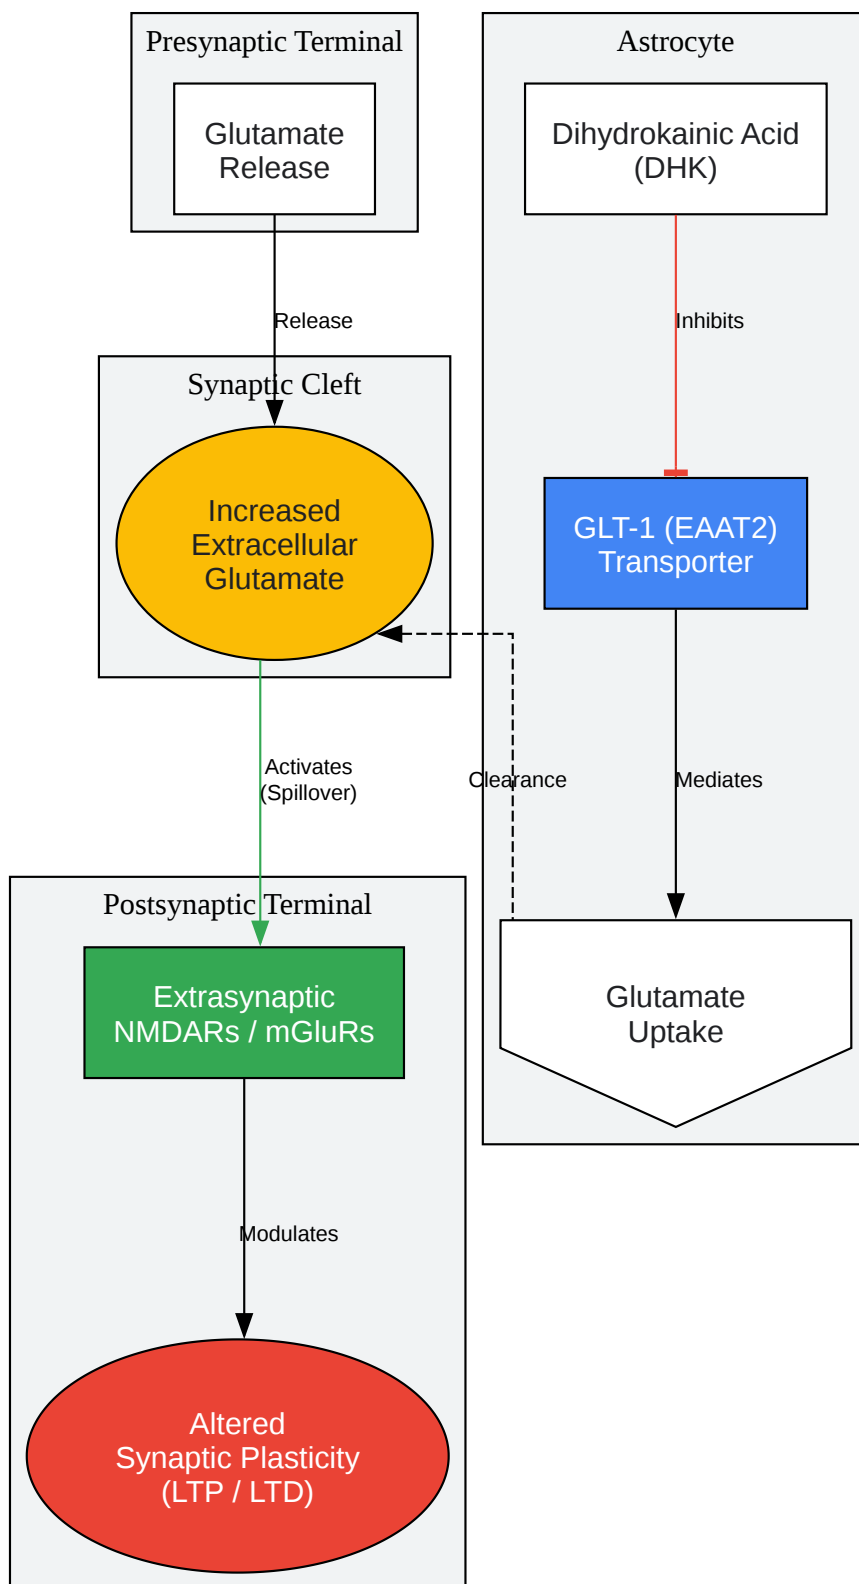 Presynaptic Terminal
Glutamate
Release
Release
Synaptic Cleft
Increased
Extracellular
Glutamate
Activates
(Spillover)
Postsynaptic Terminal
Extrasynaptic
NMDARs / mGluRs
Modulates
Altered
Synaptic Plasticity
(LTP / LTD)
Astrocyte
Dihydrokainic Acid
(DHK)
Inhibits
GLT-1 (EAAT2)
Transporter
Clearance
Mediates
Glutamate
Uptake